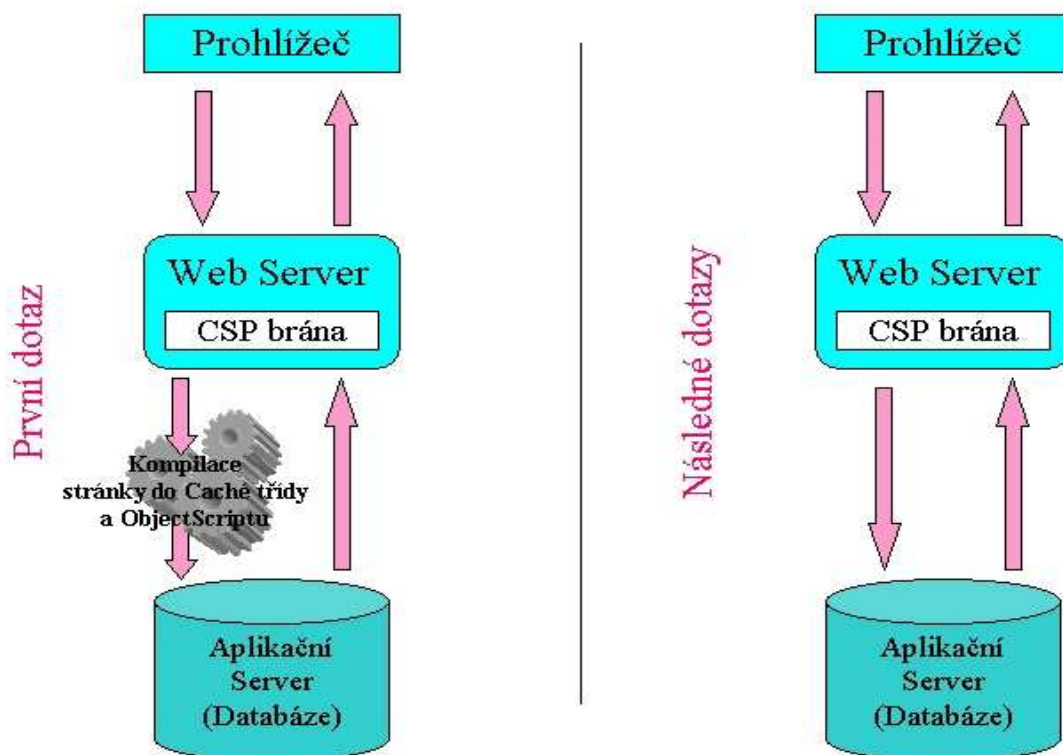 Prohlížeč
Web Server
CSP brána
První dotaz
Kompilace
stránky do Caché třídy
a ObjectScriptu
Aplikační
Server
(Databáze)
Prohlížeč
Web Server
CSP brána
Následné dotazy
Aplikační
Server
(Databáze)